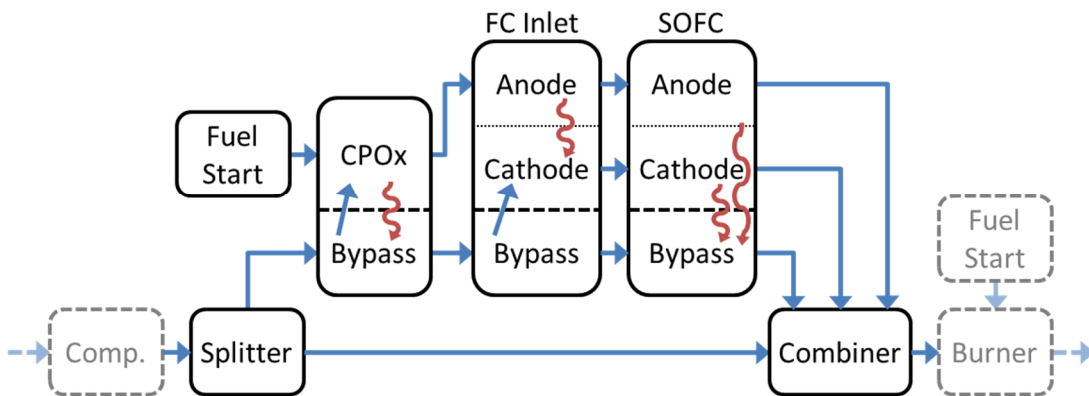 FC Inlet
SOFC
Anode
Anode
Fuel
Start
CPOx
Cathode
Cathode
Bypass
Bypass
Bypass
Fuel
Start
Comp.
Splitter
Combiner
Burner